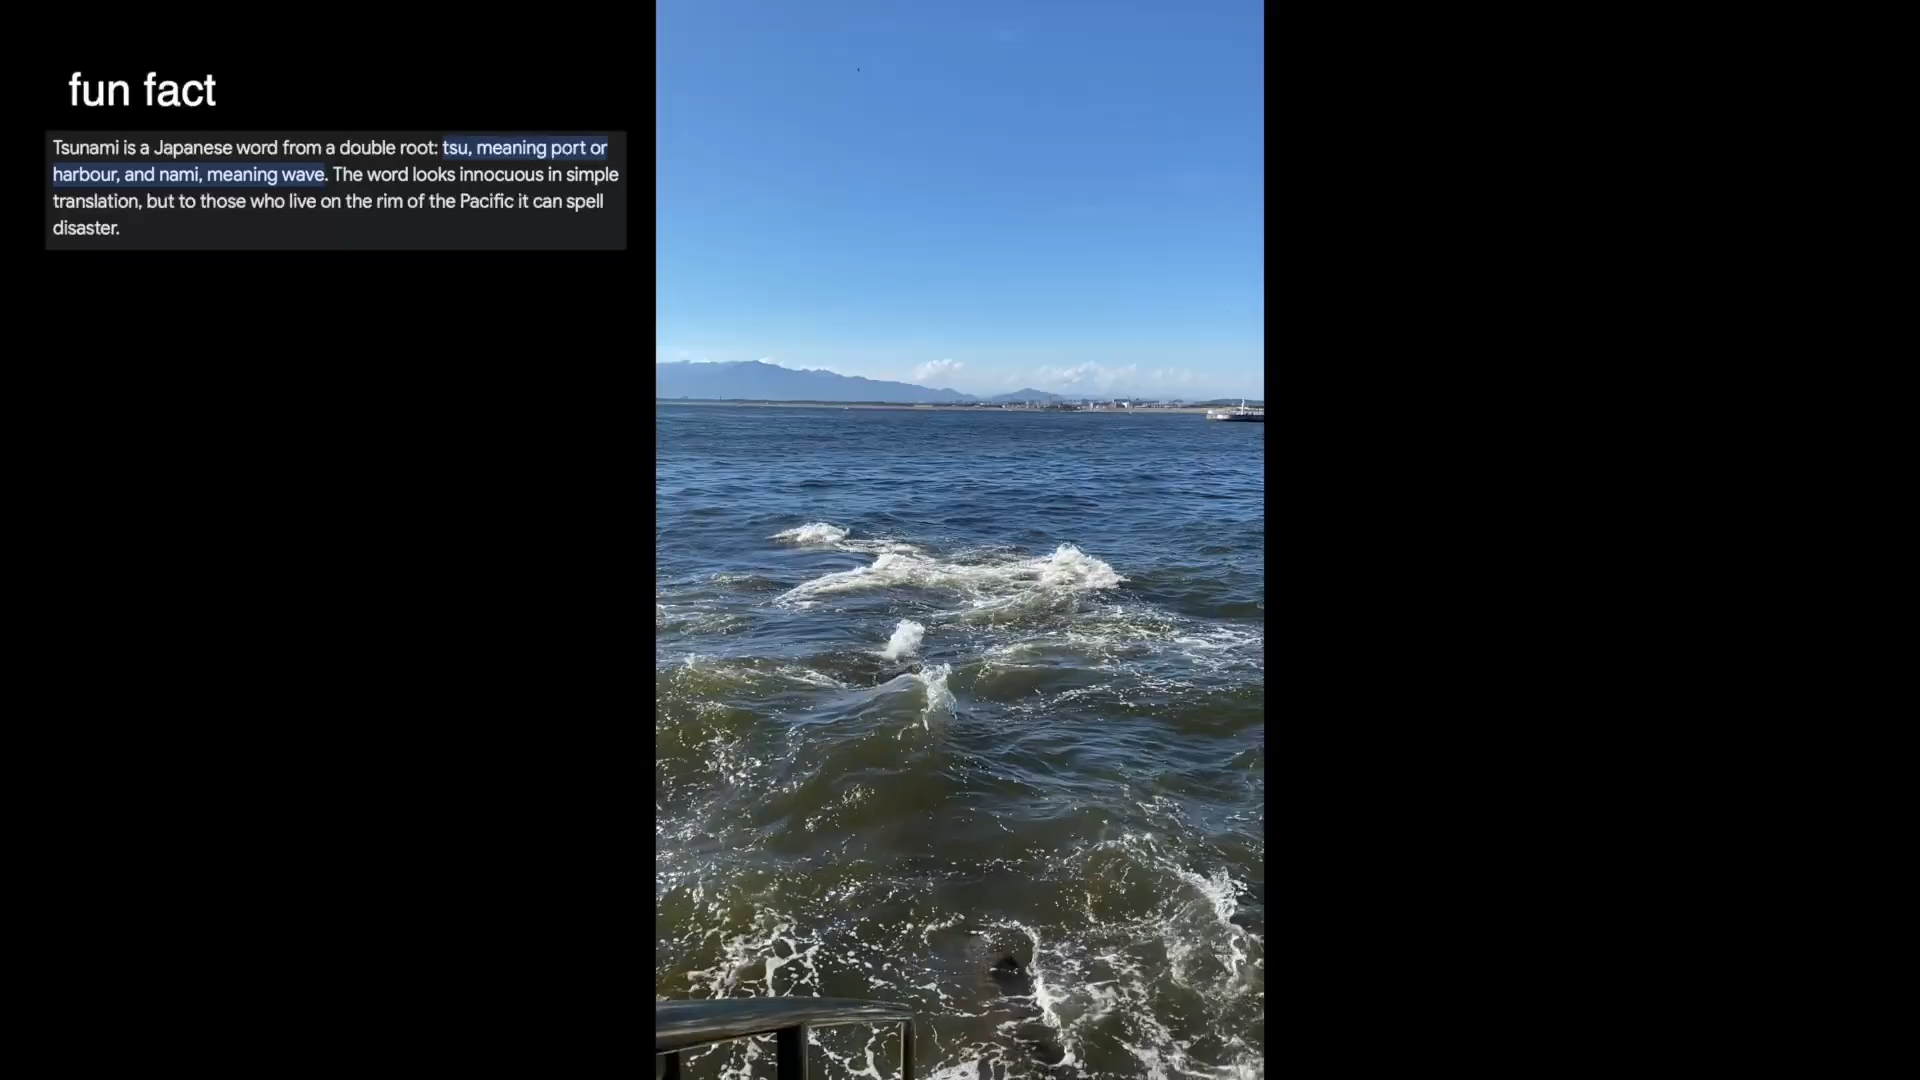 fun fact
Tsunami is a Japanese word from a double root: tsu, meaning port or
harbour, and nami, meaning wave. The word looks innocuous in simple
translation, but to those who live on the rim of the Pacific it can spell
disaster.